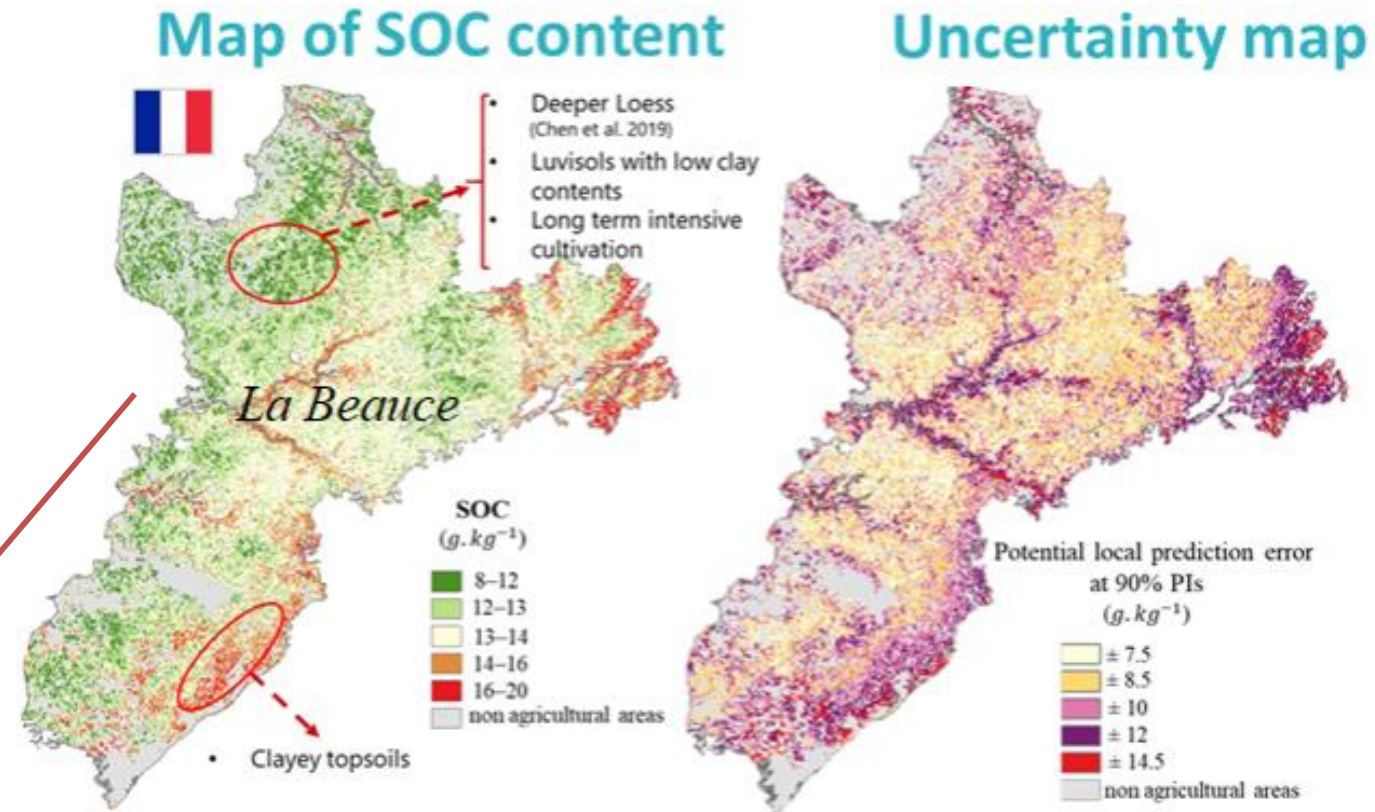 Map of SOC content
Uncertainty map
• Deeper Loess
(Chen et al. 2019)
• Luvisols with low clay
contents
• Long term intensive
cultivation
La Beauce
SOC
(g.kg⁻¹)
8–12
12–13
13–14
14–16
16–20
non agricultural areas
• Clayey topsoils
Potential local prediction error
at 90% PIs
(g.kg⁻¹)
± 7.5
± 8.5
± 10
± 12
± 14.5
non agricultural areas